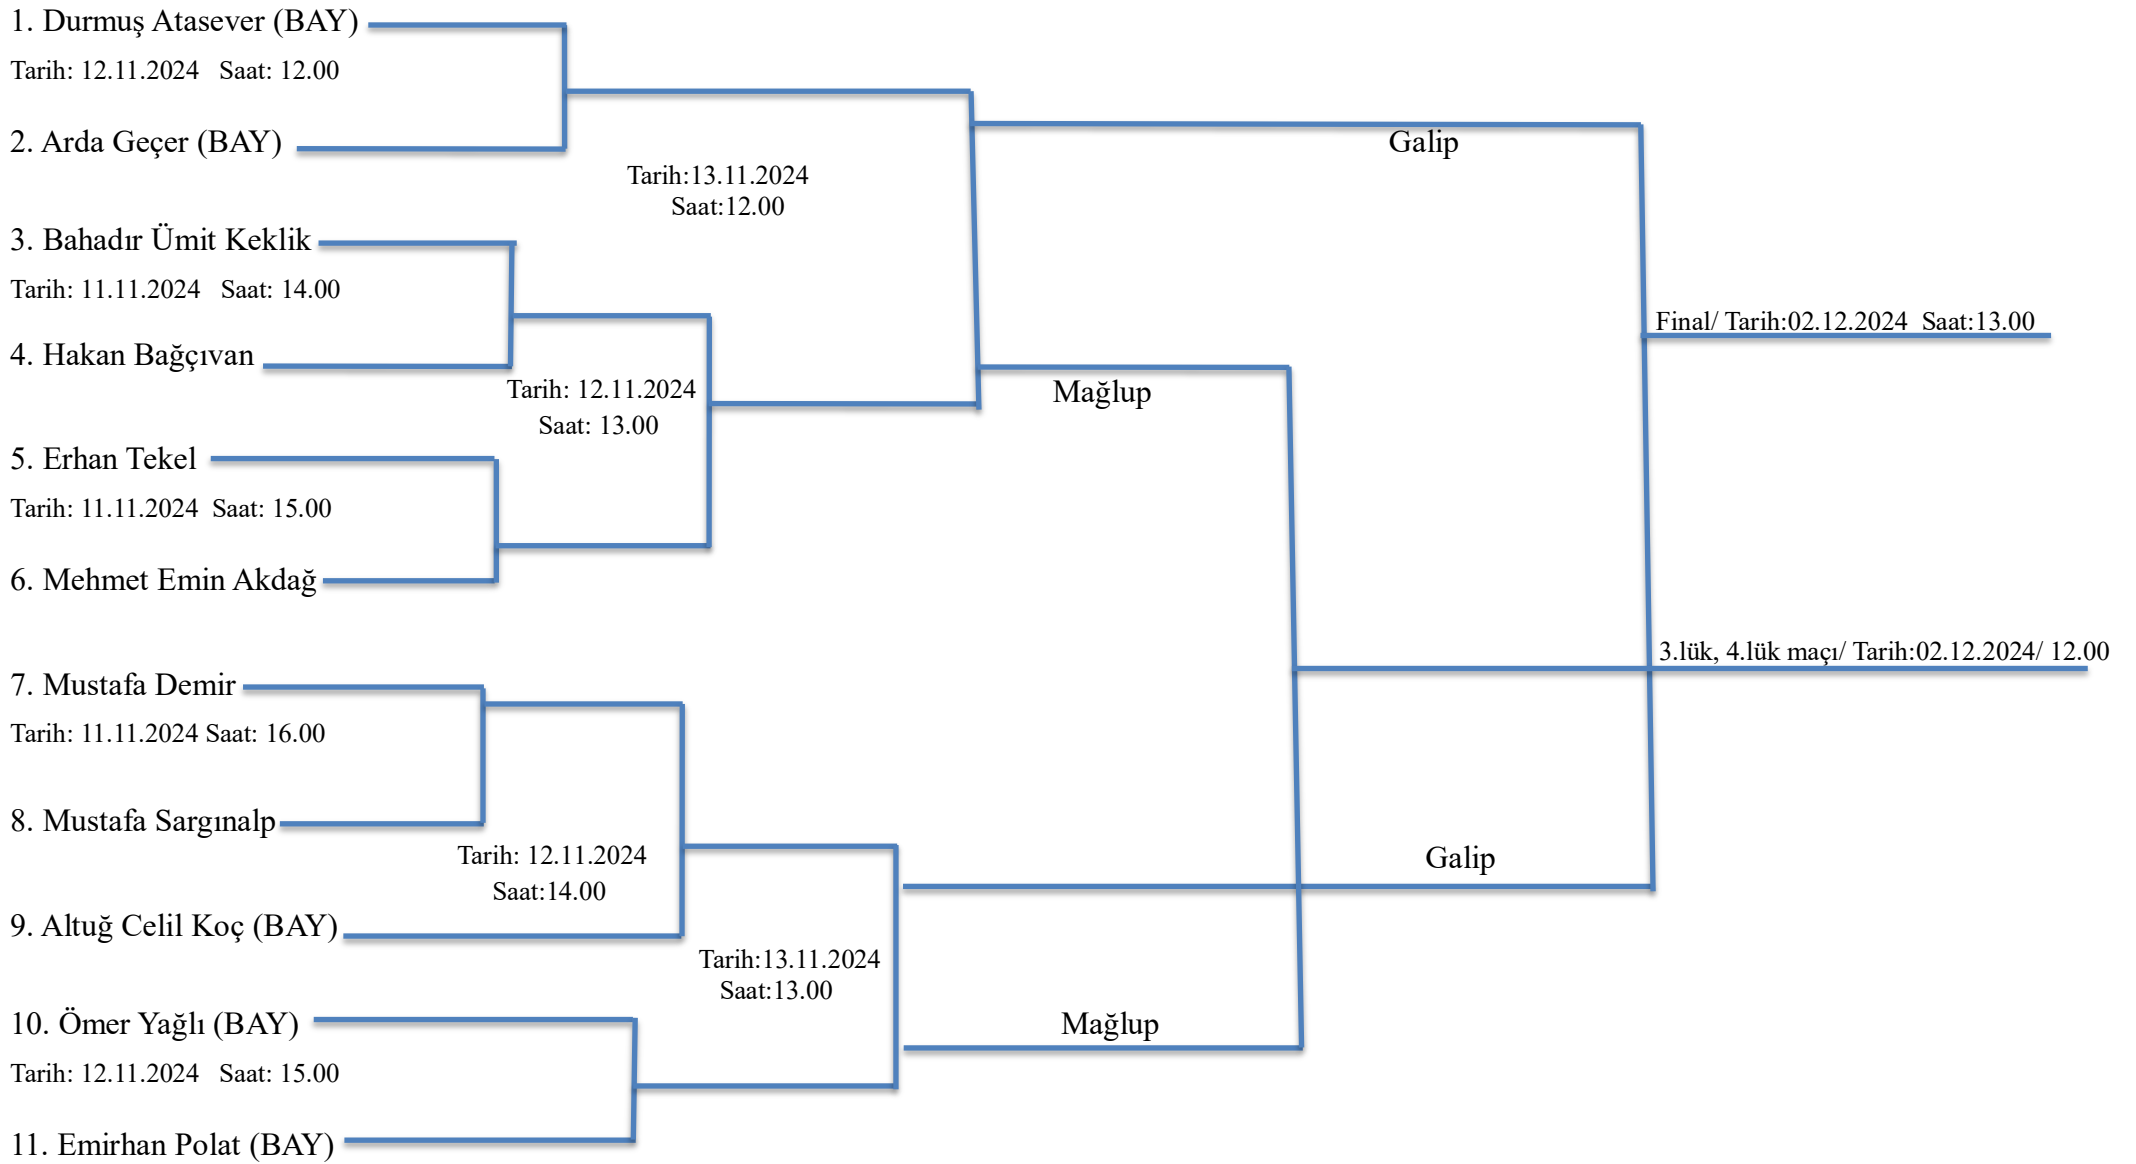 1. Durmuş Atasever (BAY)
Tarih: 12.11.2024   Saat: 12.00
2. Arda Geçer (BAY)
Tarih:13.11.2024
Saat:12.00
3. Bahadır Ümit Keklik
Tarih: 11.11.2024   Saat: 14.00
4. Hakan Bağçıvan
Tarih: 12.11.2024
Saat: 13.00
5. Erhan Tekel
Tarih: 11.11.2024  Saat: 15.00
6. Mehmet Emin Akdağ
7. Mustafa Demir
Tarih: 11.11.2024 Saat: 16.00
8. Mustafa Sargınalp
Tarih: 12.11.2024
Saat:14.00
9. Altuğ Celil Koç (BAY)
Tarih:13.11.2024
Saat:13.00
10. Ömer Yağlı (BAY)
Tarih: 12.11.2024   Saat: 15.00
11. Emirhan Polat (BAY)
Galip
Mağlup
Final/ Tarih:02.12.2024  Saat:13.00
3.lük, 4.lük maçı/ Tarih:02.12.2024/ 12.00
Galip
Mağlup